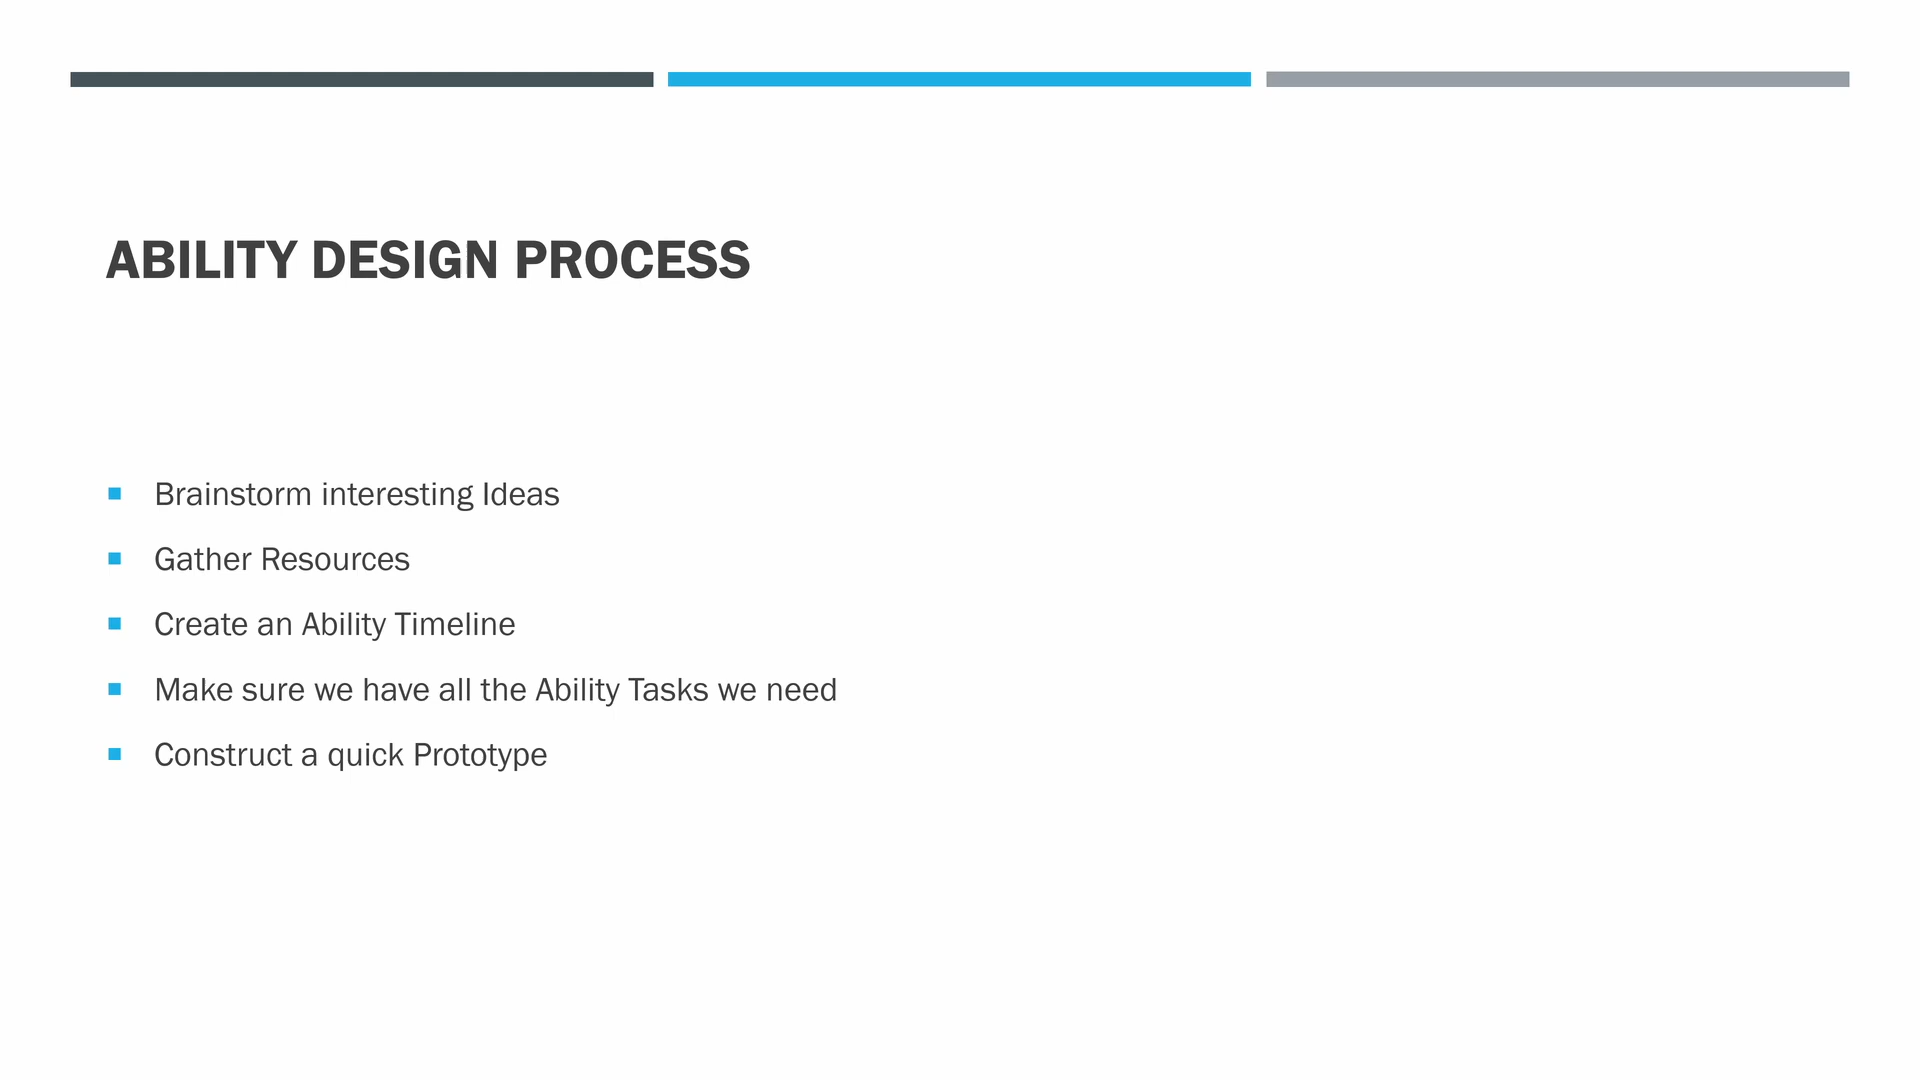 ABILITY DESIGN PROCESS
Brainstorm interesting Ideas
Gather Resources
Create an Ability Timeline
Make sure we have all the Ability Tasks we need
Construct a quick Prototype